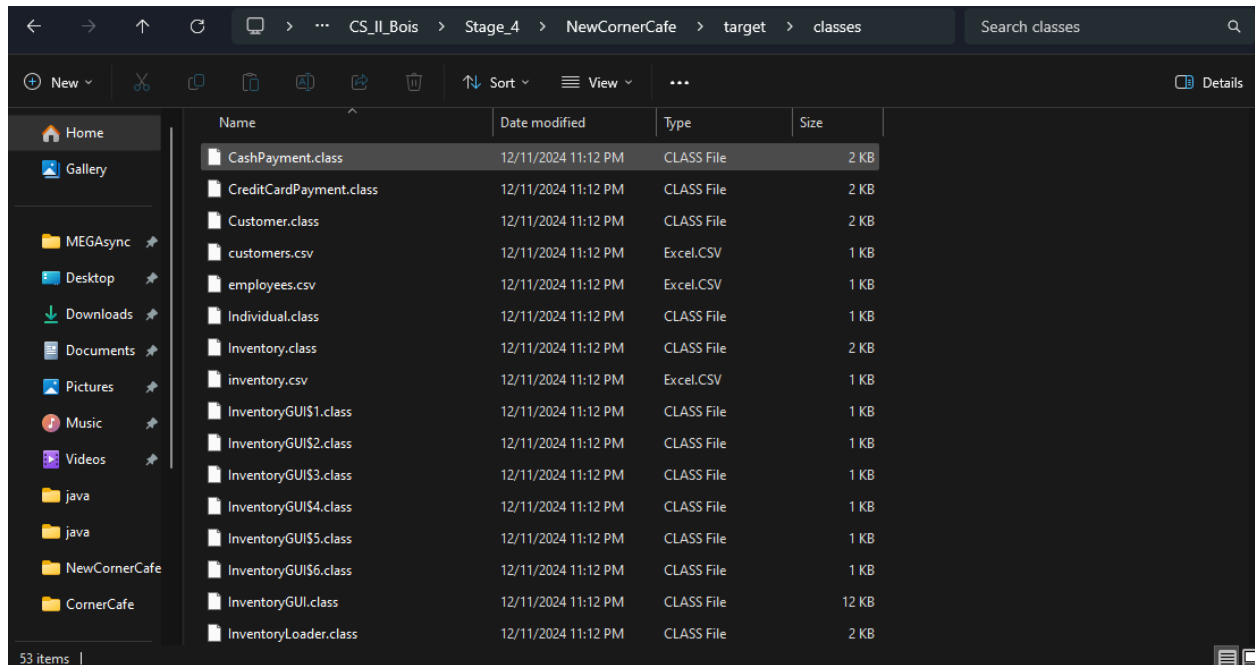 CS_II_Bois > Stage_4 > NewCornerCafe > target > classes Search classes
New Sort View Details
Home
Gallery
MEGAsync
Desktop
Downloads
Documents
Pictures
Music
Videos
java
java
NewCornerCafe
CornerCafe
Name Date modified Type Size
CashPayment.class 12/11/2024 11:12 PM CLASS File 2 KB
CreditCardPayment.class 12/11/2024 11:12 PM CLASS File 2 KB
Customer.class 12/11/2024 11:12 PM CLASS File 2 KB
customers.csv 12/11/2024 11:12 PM Excel.CSV 1 KB
employees.csv 12/11/2024 11:12 PM Excel.CSV 1 KB
Individual.class 12/11/2024 11:12 PM CLASS File 1 KB
Inventory.class 12/11/2024 11:12 PM CLASS File 2 KB
inventory.csv 12/11/2024 11:12 PM Excel.CSV 1 KB
InventoryGUI$1.class 12/11/2024 11:12 PM CLASS File 1 KB
InventoryGUI$2.class 12/11/2024 11:12 PM CLASS File 1 KB
InventoryGUI$3.class 12/11/2024 11:12 PM CLASS File 1 KB
InventoryGUI$4.class 12/11/2024 11:12 PM CLASS File 1 KB
InventoryGUI$5.class 12/11/2024 11:12 PM CLASS File 1 KB
InventoryGUI$6.class 12/11/2024 11:12 PM CLASS File 1 KB
InventoryGUI.class 12/11/2024 11:12 PM CLASS File 12 KB
InventoryLoader.class 12/11/2024 11:12 PM CLASS File 2 KB
53 items